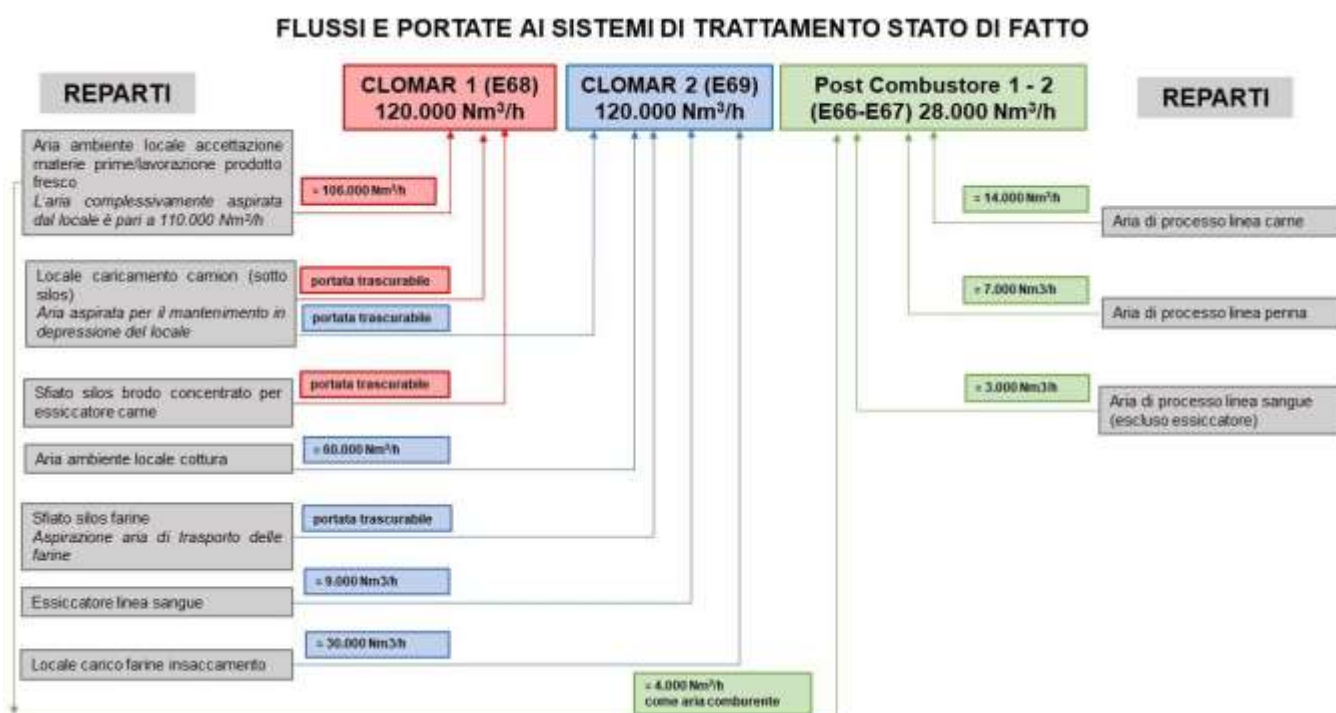 FLUSSI E PORTATE AI SISTEMI DI TRATTAMENTO STATO DI FATTO
REPARTI
CLOMAR 1 (E68)
120.000 Nm³/h
CLOMAR 2 (E69)
120.000 Nm³/h
Post Combustore 1 - 2
(E66-E67) 28.000 Nm³/h
REPARTI
Aria ambiente locale accettazione
materie prime/lavorazione prodotto
fresco
L'aria complessivamente aspirata
dal locale è pari a 110.000 Nm³/h
= 106.000 Nm³/h
= 14.000 Nm³/h
Aria di processo linea carne
Locale caricamento camion (sotto
silos)
Aria aspirata per il mantenimento in
depressione del locale
portata trascurabile
portata trascurabile
= 7.000 Nm3/h
Aria di processo linea penna
Sfiato silos brodo concentrato per
essiccatore carne
portata trascurabile
= 3.000 Nm3/h
Aria di processo linea sangue
(escluso essiccatore)
Aria ambiente locale cottura
= 60.000 Nm³/h
Sfiato silos farine
Aspirazione aria di trasporto delle
farine
portata trascurabile
Essiccatore linea sangue
= 9.000 Nm3/h
Locale carico farine insaccamento
= 30.000 Nm3/h
= 4.000 Nm³/h
come aria comburente